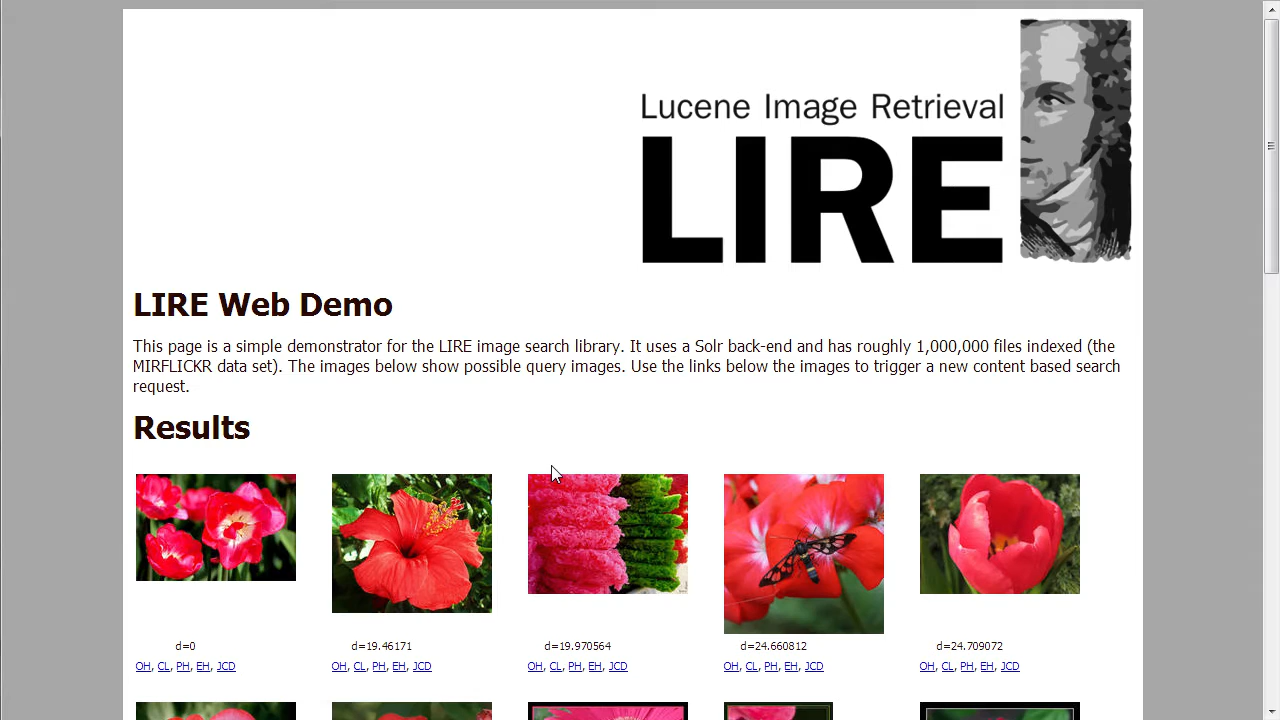 Lucene Image Retrieval
LIRE
LIRE Web Demo
This page is a simple demonstrator for the LIRE image search library. It uses a Solr back-end and has roughly 1,000,000 files indexed (the
MIRFLICKR data set). The images below show possible query images. Use the links below the images to trigger a new content based search
request.
Results
d=0 d=19.46171 d=19.970564 d=24.660812 d=24.709072
OH, CL, PH, EH, JCD OH, CL, PH, EH, JCD OH, CL, PH, EH, JCD OH, CL, PH, EH, JCD OH, CL, PH, EH, JCD